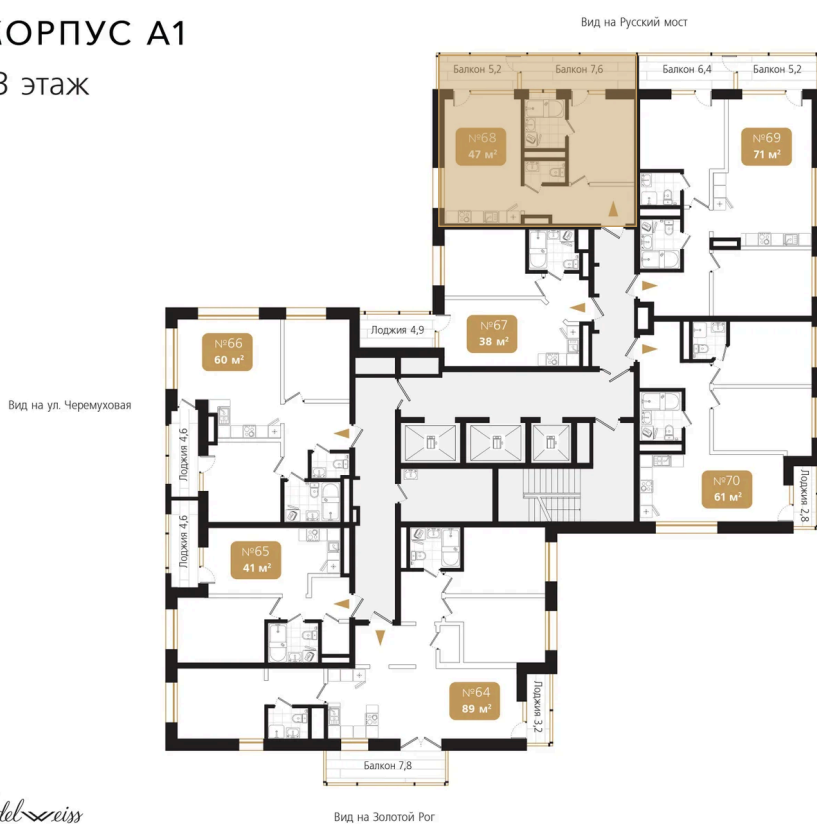 КОРПУС А1
3 этаж
Вид на Русский мост
Балкон 5,2
Балкон 7,6
Балкон 6,4
Балкон 5,2
№68
47 м²
№69
71 м²
Лоджия 4,9
№67
38 м²
№66
60 м²
Вид на ул. Черемуховая
Лоджия 4,6
№70
61 м²
Лоджия 2,8
Лоджия 4,6
№65
41 м²
№64
89 м²
Лоджия 3,2
Балкон 7,8
Вид на Золотой Рог
delweiss